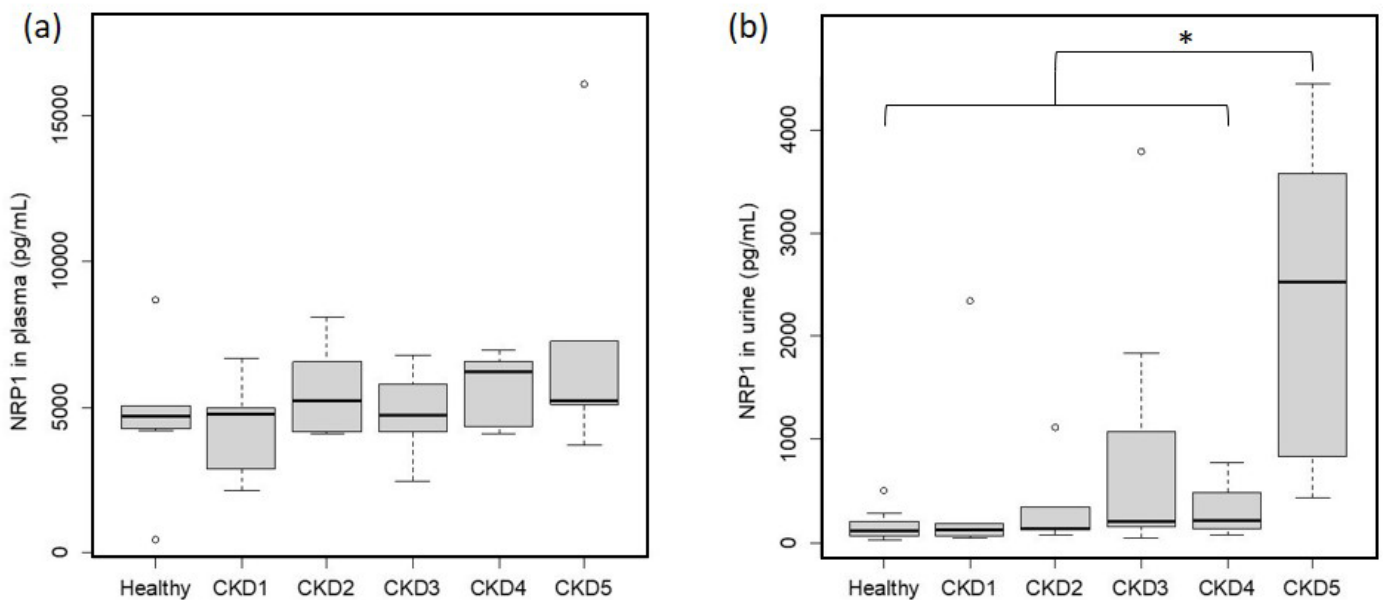 (a)
NRP1 in plasma (pg/mL)
15000
10000
5000
0
Healthy CKD1 CKD2 CKD3 CKD4 CKD5
(b)
*
NRP1 in urine (pg/mL)
4000
3000
2000
1000
0
Healthy CKD1 CKD2 CKD3 CKD4 CKD5